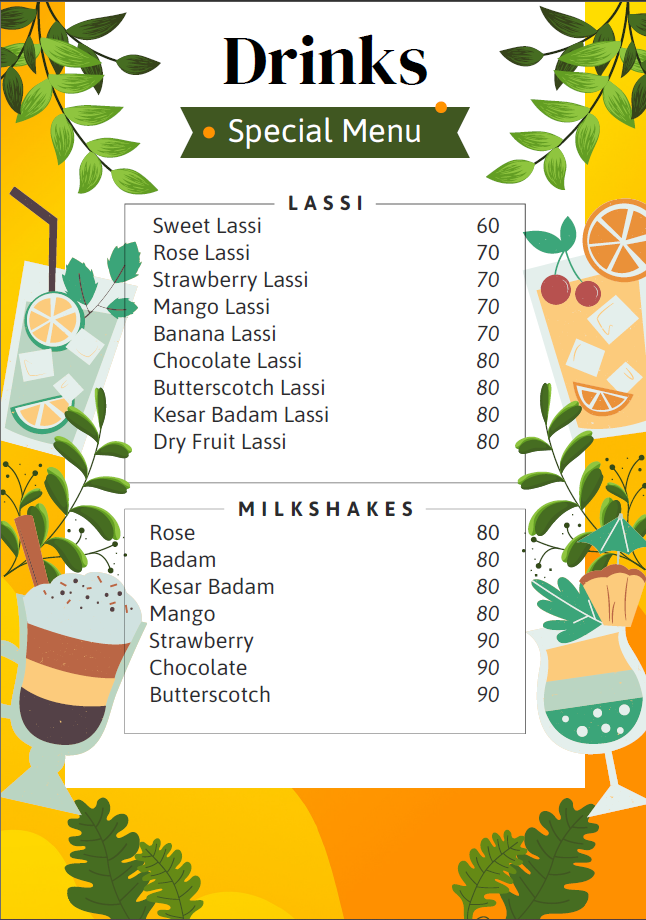 Drinks
Special Menu
LASSI
Sweet Lassi 60
Rose Lassi 70
Strawberry Lassi 70
Mango Lassi 70
Banana Lassi 70
Chocolate Lassi 80
Butterscotch Lassi 80
Kesar Badam Lassi 80
Dry Fruit Lassi 80
MILKSHAKES
Rose 80
Badam 80
Kesar Badam 80
Mango 80
Strawberry 90
Chocolate 90
Butterscotch 90